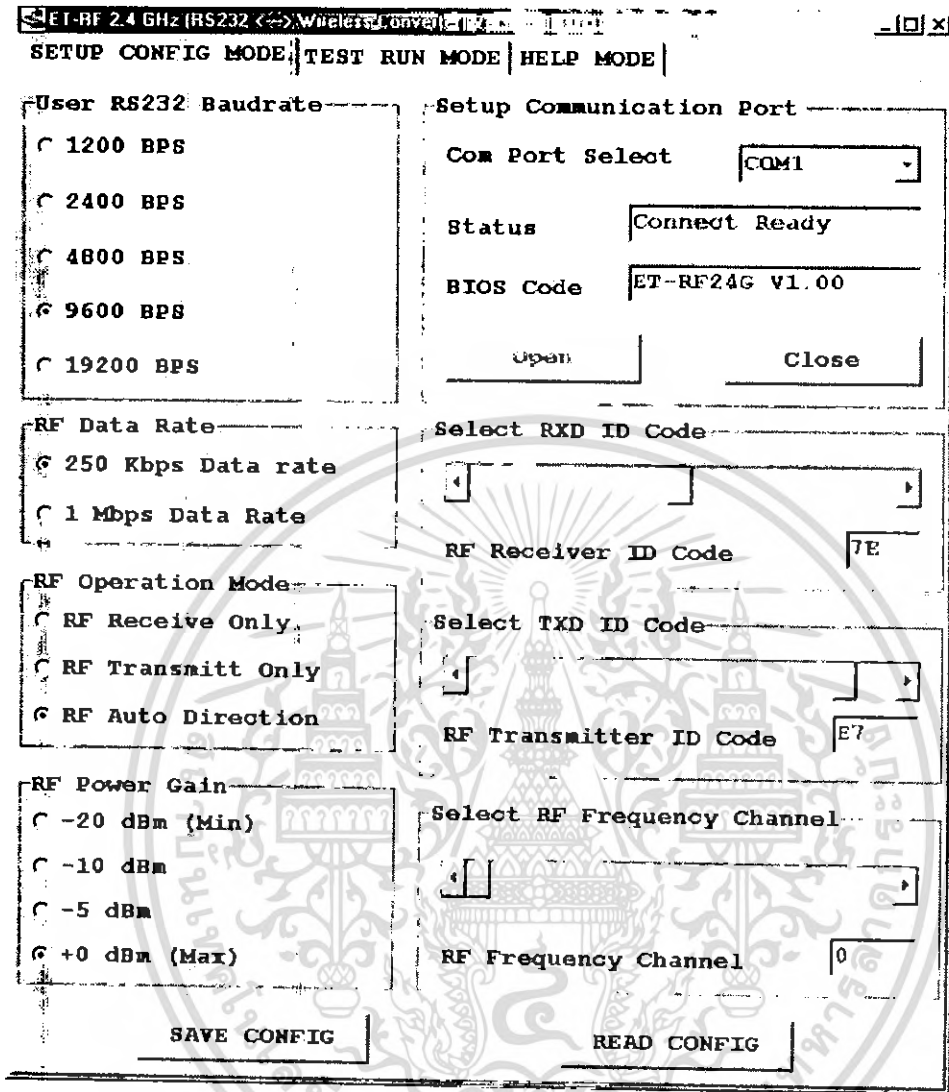 ET-RF 2.4 GHz (RS232 <-->Wireless Converter)
SETUP CONFIG MODE TEST RUN MODE HELP MODE
User RS232 Baudrate
1200 BPS
2400 BPS
4800 BPS
9600 BPS
19200 BPS
Setup Communication Port
Com Port Select COM1
Status Connect Ready
BIOS Code ET-RF24G V1.00
Open Close
RF Data Rate
250 Kbps Data rate
1 Mbps Data Rate
Select RXD ID Code
RF Receiver ID Code 7E
RF Operation Mode
RF Receive Only
RF Transmitt Only
RF Auto Direction
Select TXD ID Code
RF Transmitter ID Code E7
RF Power Gain
-20 dBm (Min)
-10 dBm
-5 dBm
+0 dBm (Max)
Select RF Frequency Channel
RF Frequency Channel 0
SAVE CONFIG READ CONFIG